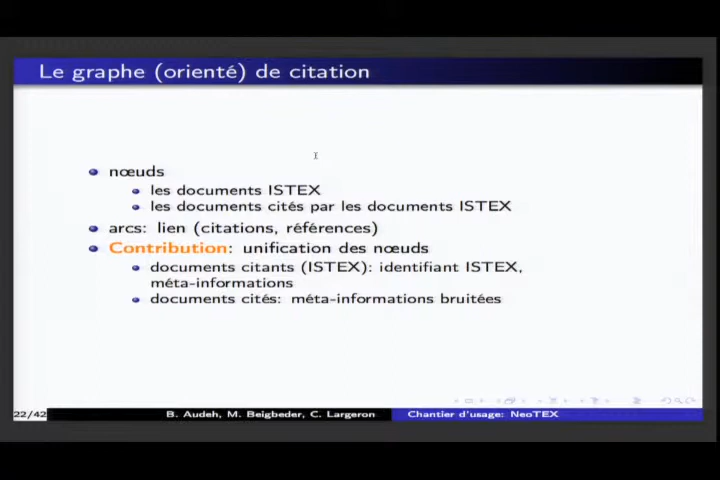 Le graphe (orienté) de citation
nœuds
les documents ISTEX
les documents cités par les documents ISTEX
arcs: lien (citations, références)
Contribution: unification des nœuds
documents citants (ISTEX): identifiant ISTEX,
méta-informations
documents cités: méta-informations bruitées
22/42 B. Audeh, M. Beigbeder, C. Largeron Chantier d'usage: NeoTEX